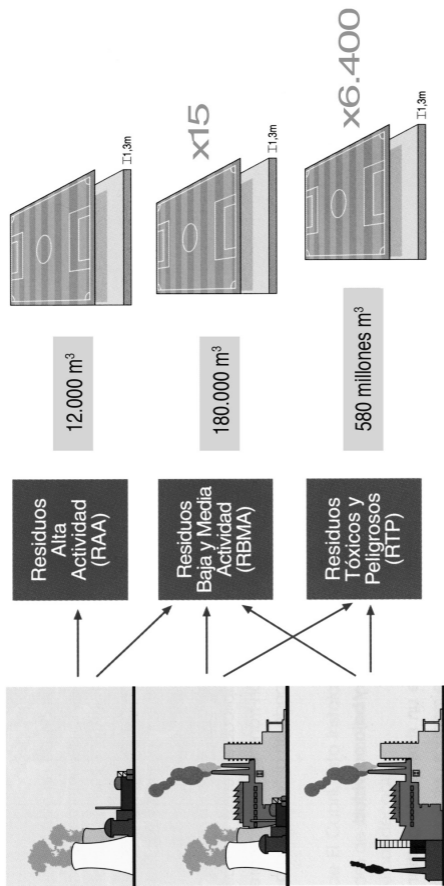 Residuos
Alta
Actividad
(RAA)
12.000 m³
1,3m
Residuos
Baja y Media
Actividad
(RBMA)
180.000 m³
x15
1,3m
Residuos
Tóxicos y
Peligrosos
(RTP)
580 millones m³
x6.400
1,3m